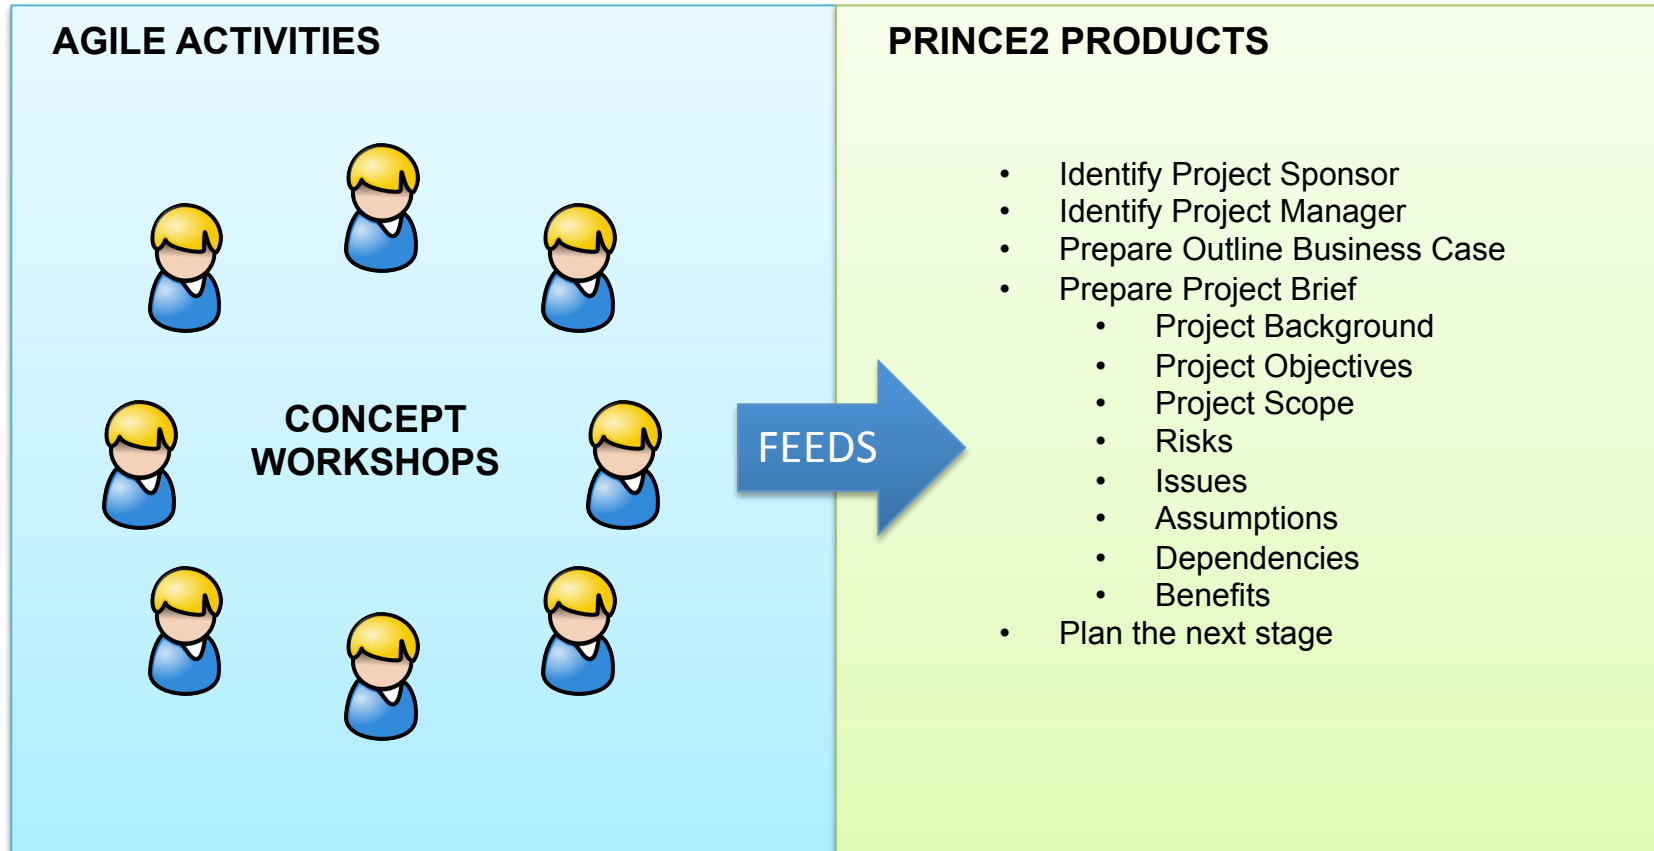 AGILE ACTIVITIES
CONCEPT
WORKSHOPS
FEEDS
PRINCE2 PRODUCTS
• Identify Project Sponsor
• Identify Project Manager
• Prepare Outline Business Case
• Prepare Project Brief
• Project Background
• Project Objectives
• Project Scope
• Risks
• Issues
• Assumptions
• Dependencies
• Benefits
• Plan the next stage